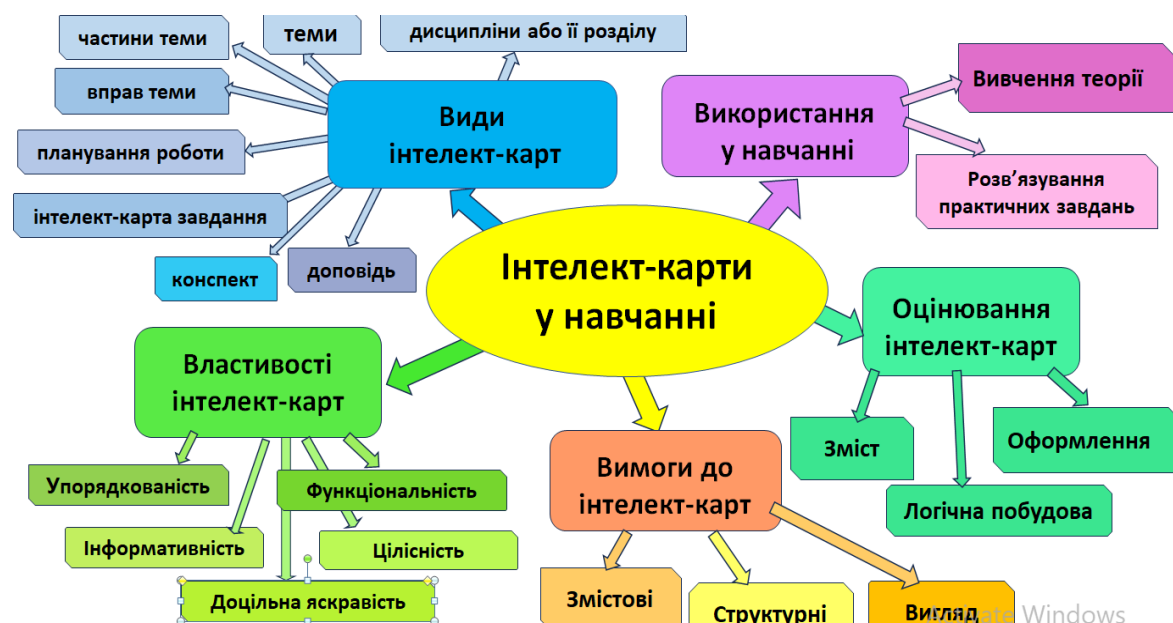 частини теми
теми
дисципліни або її розділу
вправ теми
планування роботи
інтелект-карта завдання
конспект
доповідь
Види
інтелект-карт
Використання
у навчанні
Вивчення теорії
Розв’язування
практичних завдань
Інтелект-карти
у навчанні
Оцінювання
інтелект-карт
Зміст
Оформлення
Логічна побудова
Властивості
інтелект-карт
Упорядкованість
Функціональність
Інформативність
Цілісність
Доцільна яскравість
Вимоги до
інтелект-карт
Змістові
Структурні
Вигляд
Activate Windows